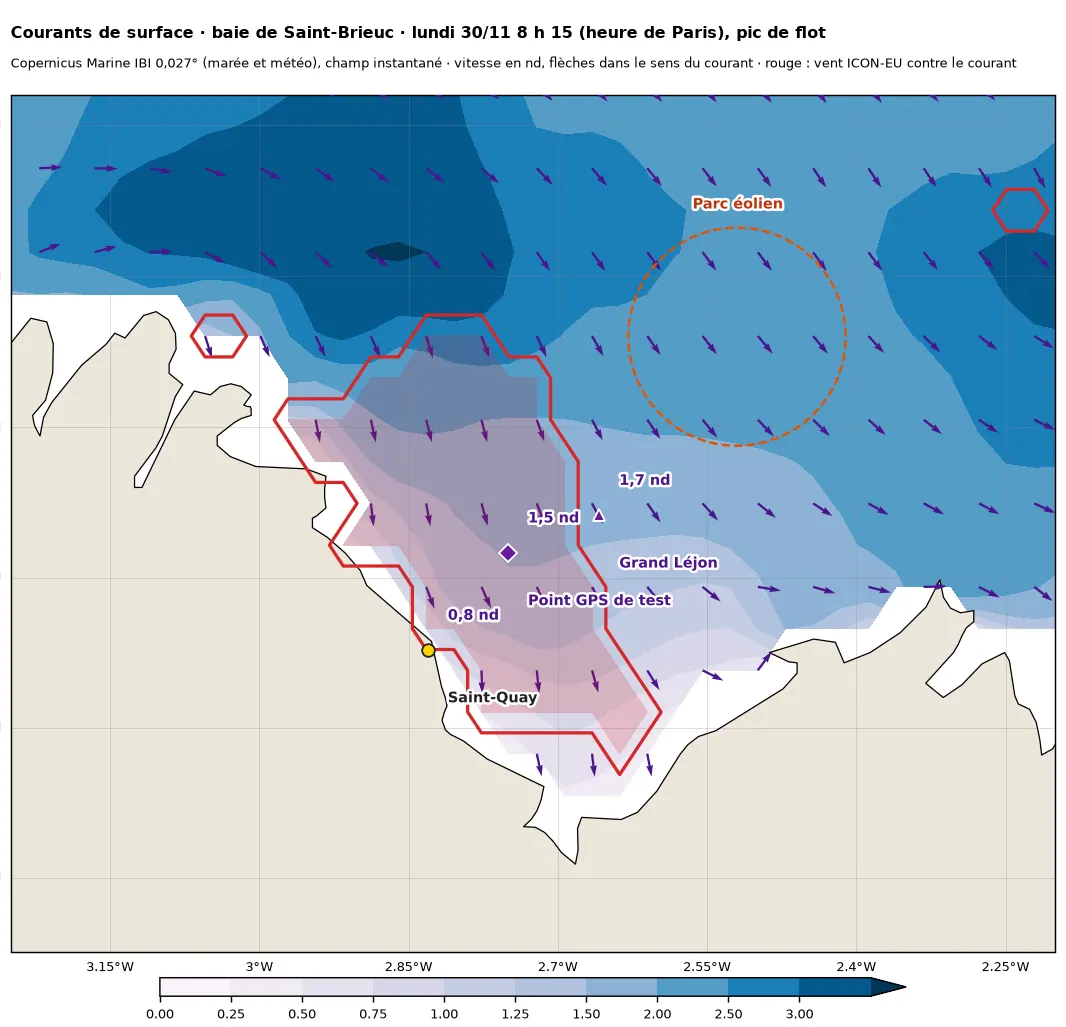 Courants de surface · baie de Saint-Brieuc · lundi 30/11 8 h 15 (heure de Paris), pic de flot
Copernicus Marine IBI 0,027° (marée et météo), champ instantané · vitesse en nd, flèches dans le sens du courant · rouge : vent ICON-EU contre le courant
Parc éolien
1,7 nd
1,5 nd
Grand Léjon
Point GPS de test
0,8 nd
Saint-Quay
3.15°W 3°W 2.85°W 2.7°W 2.55°W 2.4°W 2.25°W
0.00 0.25 0.50 0.75 1.00 1.25 1.50 2.00 2.50 3.00